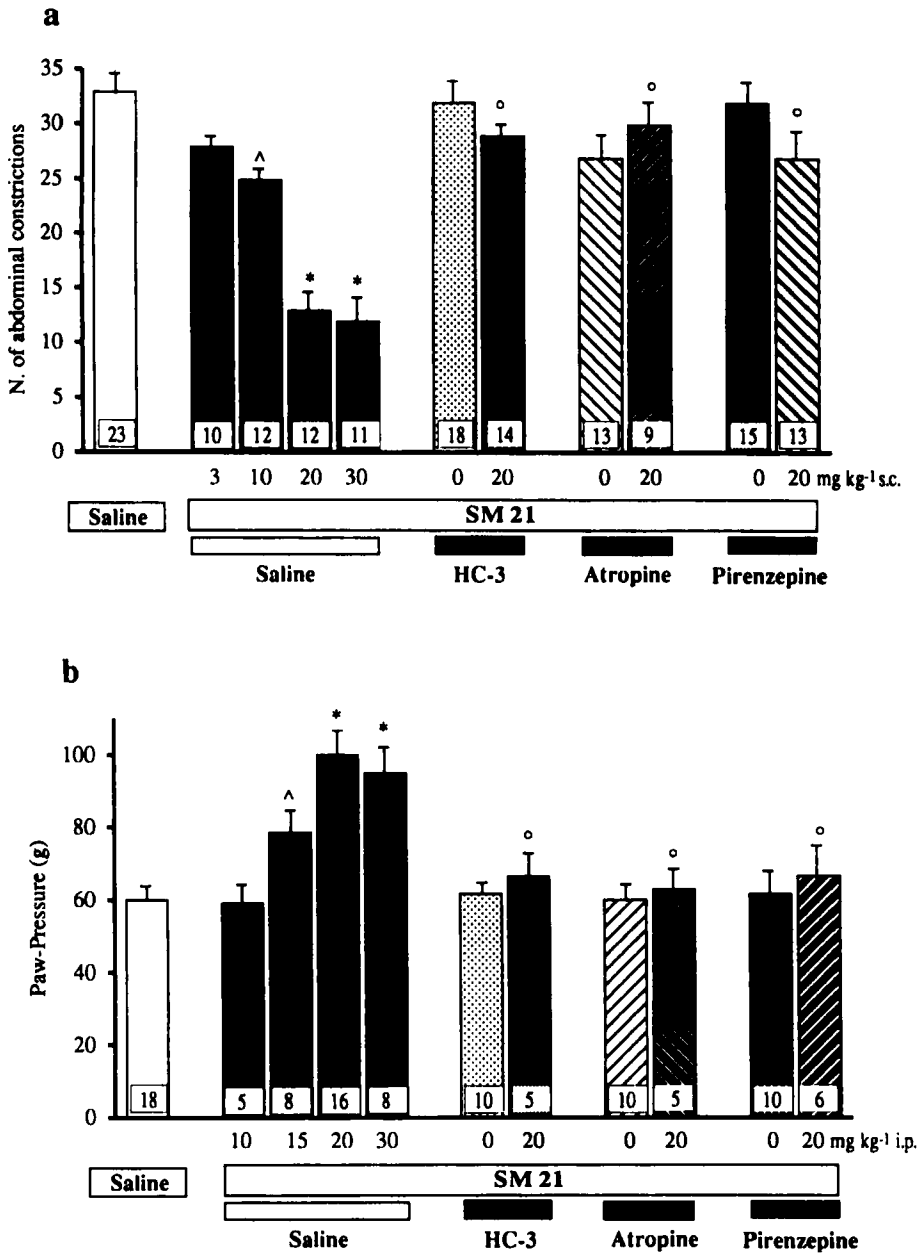 a
N. of abdominal constrictions
35
30
25
20
15
10
5
0
^ * * ° ° °
23 10 12 12 11 18 14 13 9 15 13
3 10 20 30 0 20 0 20 0 20 mg kg⁻¹ s.c.
Saline SM 21
Saline HC-3 Atropine Pirenzepine
b
Paw-Pressure (g)
100
80
60
40
20
0
^ * * ° ° °
18 5 8 16 8 10 5 10 5 10 6
10 15 20 30 0 20 0 20 0 20 mg kg⁻¹ i.p.
Saline SM 21
Saline HC-3 Atropine Pirenzepine